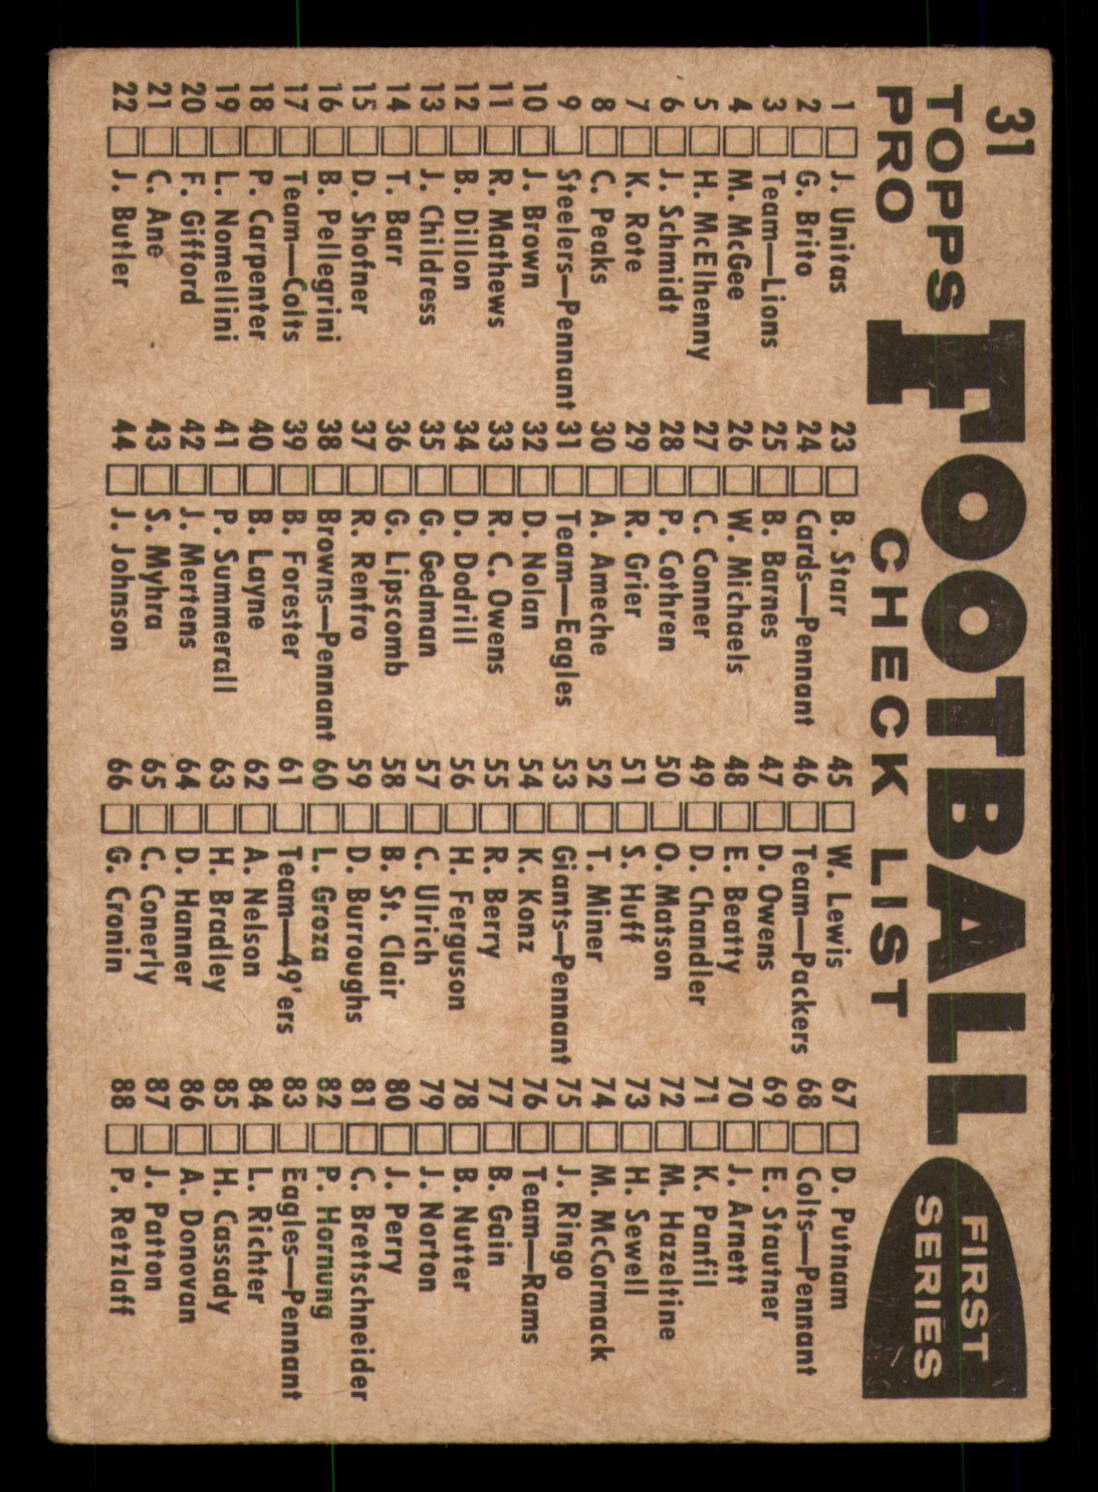 31
TOPPS FOOTBALL
PRO CHECK LIST
FIRST
SERIES
1 J. Unitas
2 G. Brito
3 Team—Lions
4 M. McGee
5 H. McElhenny
6 J. Schmidt
7 K. Rote
8 C. Peaks
9 Steelers—Pennant
10 J. Brown
11 R. Mathews
12 B. Dillon
13 J. Childress
14 T. Barr
15 D. Shofner
16 B. Pellegrini
17 Team—Colts
18 P. Carpenter
19 L. Nomellini
20 F. Gifford
21 C. Ane
22 J. Butler
23 B. Starr
24 Cards—Pennant
25 B. Barnes
26 W. Michaels
27 C. Conner
28 P. Cothren
29 R. Grier
30 A. Ameche
31 Team—Eagles
32 D. Nolan
33 R. C. Owens
34 D. Dodrill
35 G. Gedman
36 G. Lipscomb
37 R. Renfro
38 Browns—Pennant
39 B. Forester
40 B. Layne
41 P. Summerall
42 J. Mertens
43 S. Myhra
44 J. Johnson
45 W. Lewis
46 Team—Packers
47 D. Owens
48 E. Beatty
49 D. Chandler
50 O. Matson
51 S. Huff
52 T. Miner
53 Giants—Pennant
54 K. Konz
55 R. Berry
56 H. Ferguson
57 C. Ulrich
58 B. St. Clair
59 D. Burroughs
60 L. Groza
61 Team—49'ers
62 A. Nelson
63 H. Bradley
64 D. Hanner
65 C. Conerly
66 G. Cronin
67 D. Putnam
68 Colts—Pennant
69 E. Stautner
70 J. Arnett
71 K. Panfil
72 M. Hazeltine
73 H. Sewell
74 M. McCormack
75 J. Ringo
76 Team—Rams
77 B. Gain
78 B. Nutter
79 J. Norton
80 J. Perry
81 C. Brettschneider
82 P. Hornung
83 Eagles—Pennant
84 L. Richter
85 H. Cassady
86 A. Donovan
87 J. Patton
88 P. Retzlaff